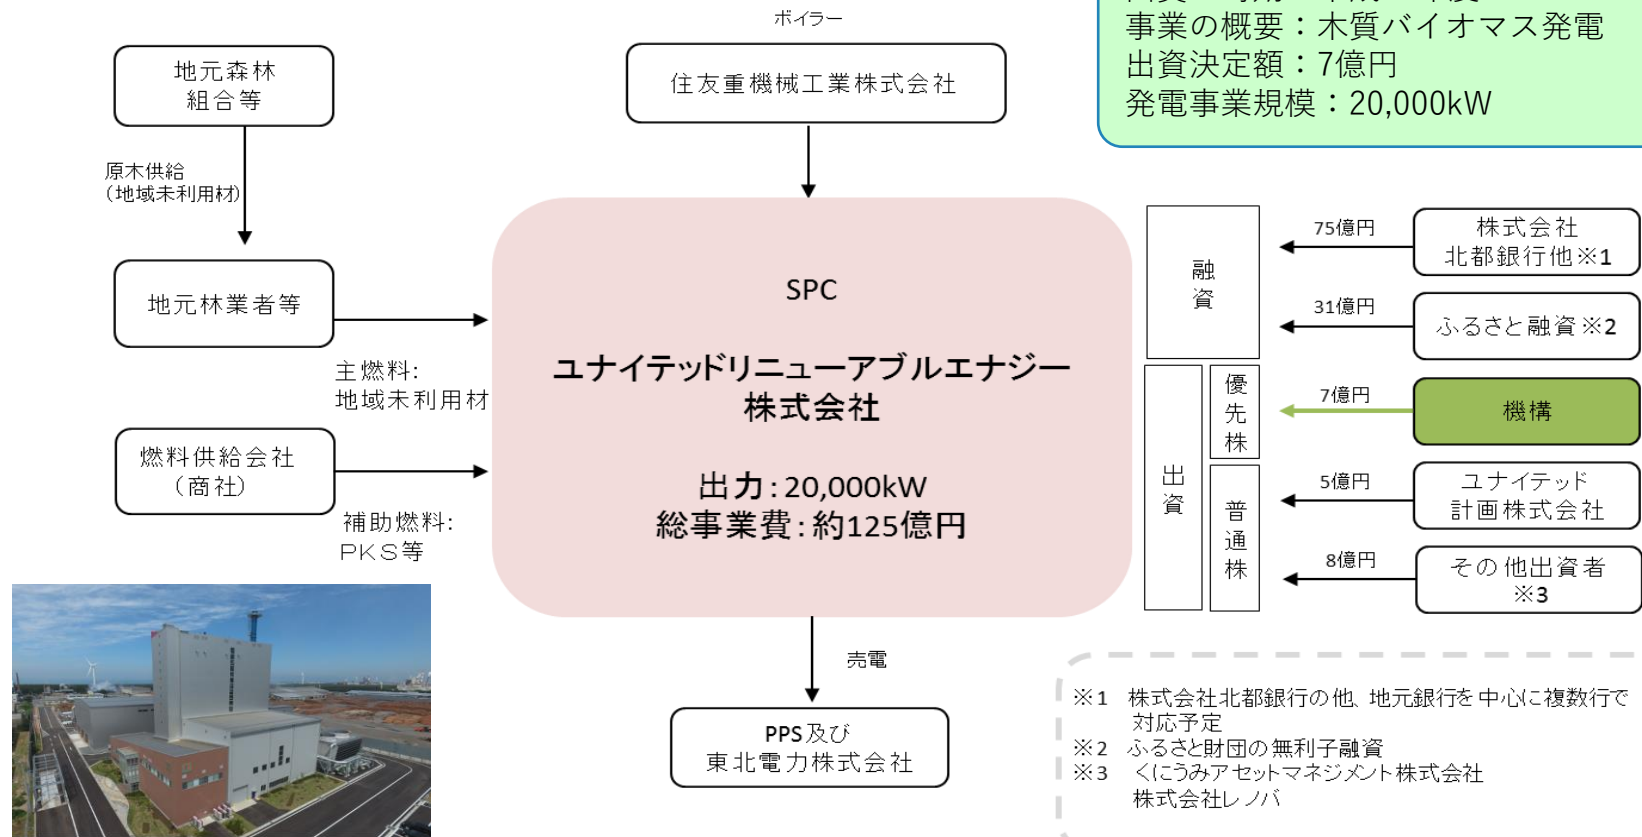 事業の概要：木質バイオマス発電
出資決定額：7億円
発電事業規模：20,000kW
ボイラー
住友重機械工業株式会社
地元森林
組合等
原木供給
（地域未利用材）
地元林業者等
主燃料：
地域未利用材
燃料供給会社
（商社）
補助燃料：
PKS等
SPC
ユナイテッドリニューアブルエナジー
株式会社
出力：20,000kW
総事業費：約125億円
売電
PPS及び
東北電力株式会社
融資
出資
優先株
普通株
75億円
株式会社
北都銀行他※1
31億円
ふるさと融資※2
7億円
機構
5億円
ユナイテッド
計画株式会社
8億円
その他出資者
※3
※1 株式会社北都銀行の他、地元銀行を中心に複数行で
対応予定
※2 ふるさと財団の無利子融資
※3 くにうみアセットマネジメント株式会社
株式会社レノバ